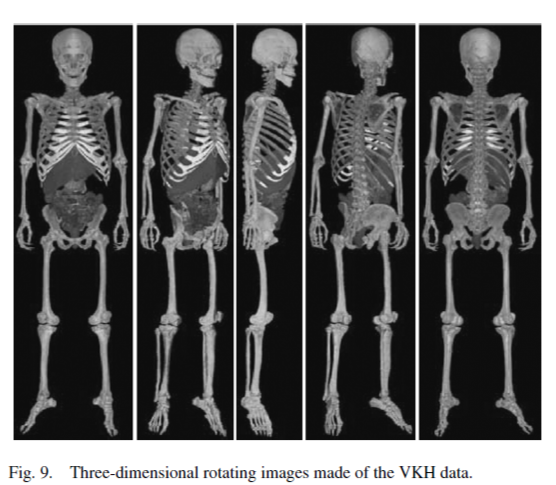 Fig. 9. Three-dimensional rotating images made of the VKH data.